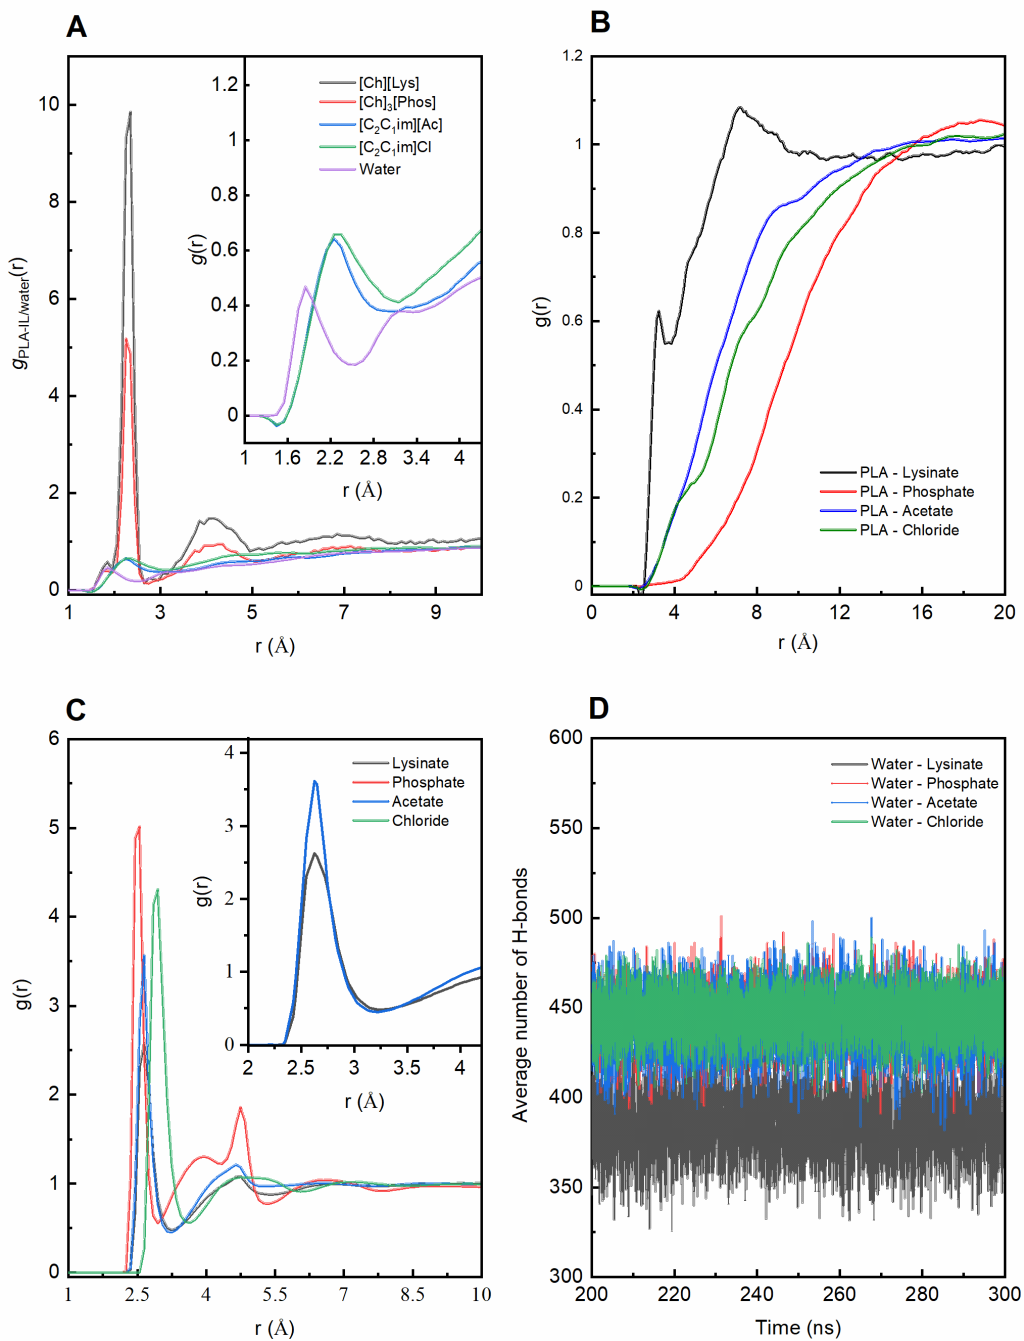 A
g_PLA-IL/water(r)
10
8
6
4
2
0
1
3
5
7
9
r (Å)
[Ch][Lys]
[Ch]₃[Phos]
[C₂C₁im][Ac]
[C₂C₁im]Cl
Water
g(r)
1.2
1
0.8
0.6
0.4
0.2
0
1
1.6
2.2
2.8
3.4
4
r (Å)
B
g(r)
1.2
1
0.8
0.6
0.4
0.2
0
0
4
8
12
16
20
r (Å)
PLA - Lysinate
PLA - Phosphate
PLA - Acetate
PLA - Chloride
C
g(r)
6
5
4
3
2
1
0
1
2.5
4
5.5
7
8.5
10
r (Å)
Lysinate
Phosphate
Acetate
Chloride
g(r)
4
3
2
1
0
2
2.5
3
3.5
4
r (Å)
D
Average number of H-bonds
600
550
500
450
400
350
300
200
220
240
260
280
300
Time (ns)
Water - Lysinate
Water - Phosphate
Water - Acetate
Water - Chloride